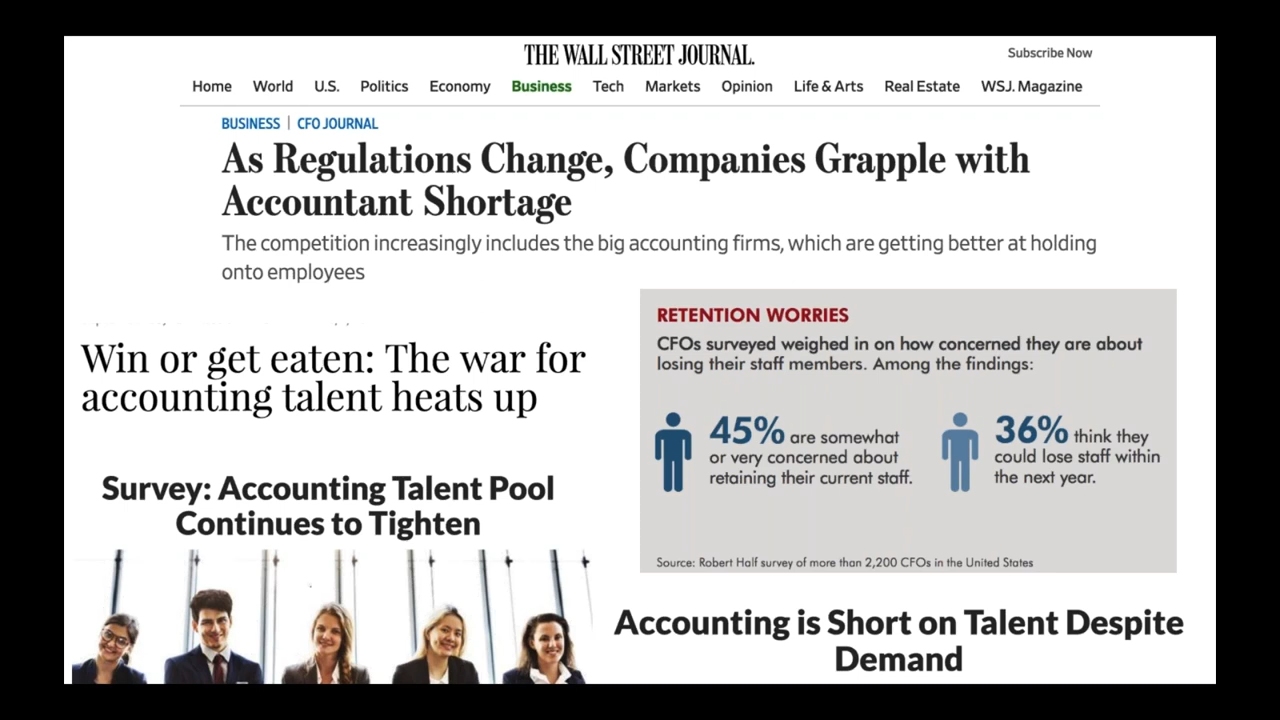 THE WALL STREET JOURNAL.
Subscribe Now
Home World U.S. Politics Economy Business Tech Markets Opinion Life & Arts Real Estate WSJ. Magazine
BUSINESS | CFO JOURNAL
As Regulations Change, Companies Grapple with
Accountant Shortage
The competition increasingly includes the big accounting firms, which are getting better at holding
onto employees
Win or get eaten: The war for
accounting talent heats up
Survey: Accounting Talent Pool
Continues to Tighten
RETENTION WORRIES
CFOs surveyed weighed in on how concerned they are about
losing their staff members. Among the findings:
45% are somewhat
or very concerned about
retaining their current staff.
36% think they
could lose staff within
the next year.
Source: Robert Half survey of more than 2,200 CFOs in the United States
Accounting is Short on Talent Despite
Demand